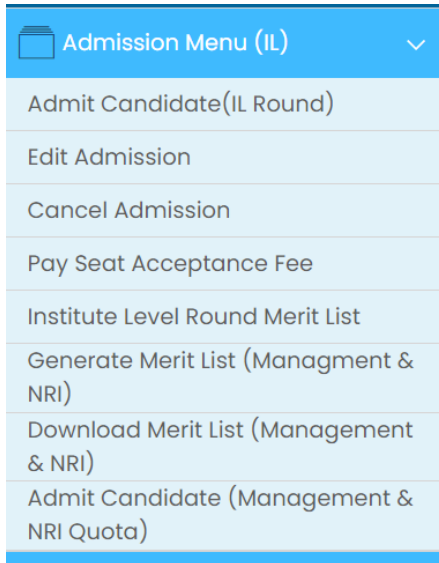 Admission Menu (IL)
Admit Candidate(IL Round)
Edit Admission
Cancel Admission
Pay Seat Acceptance Fee
Institute Level Round Merit List
Generate Merit List (Managment &
NRI)
Download Merit List (Management
& NRI)
Admit Candidate (Management &
NRI Quota)